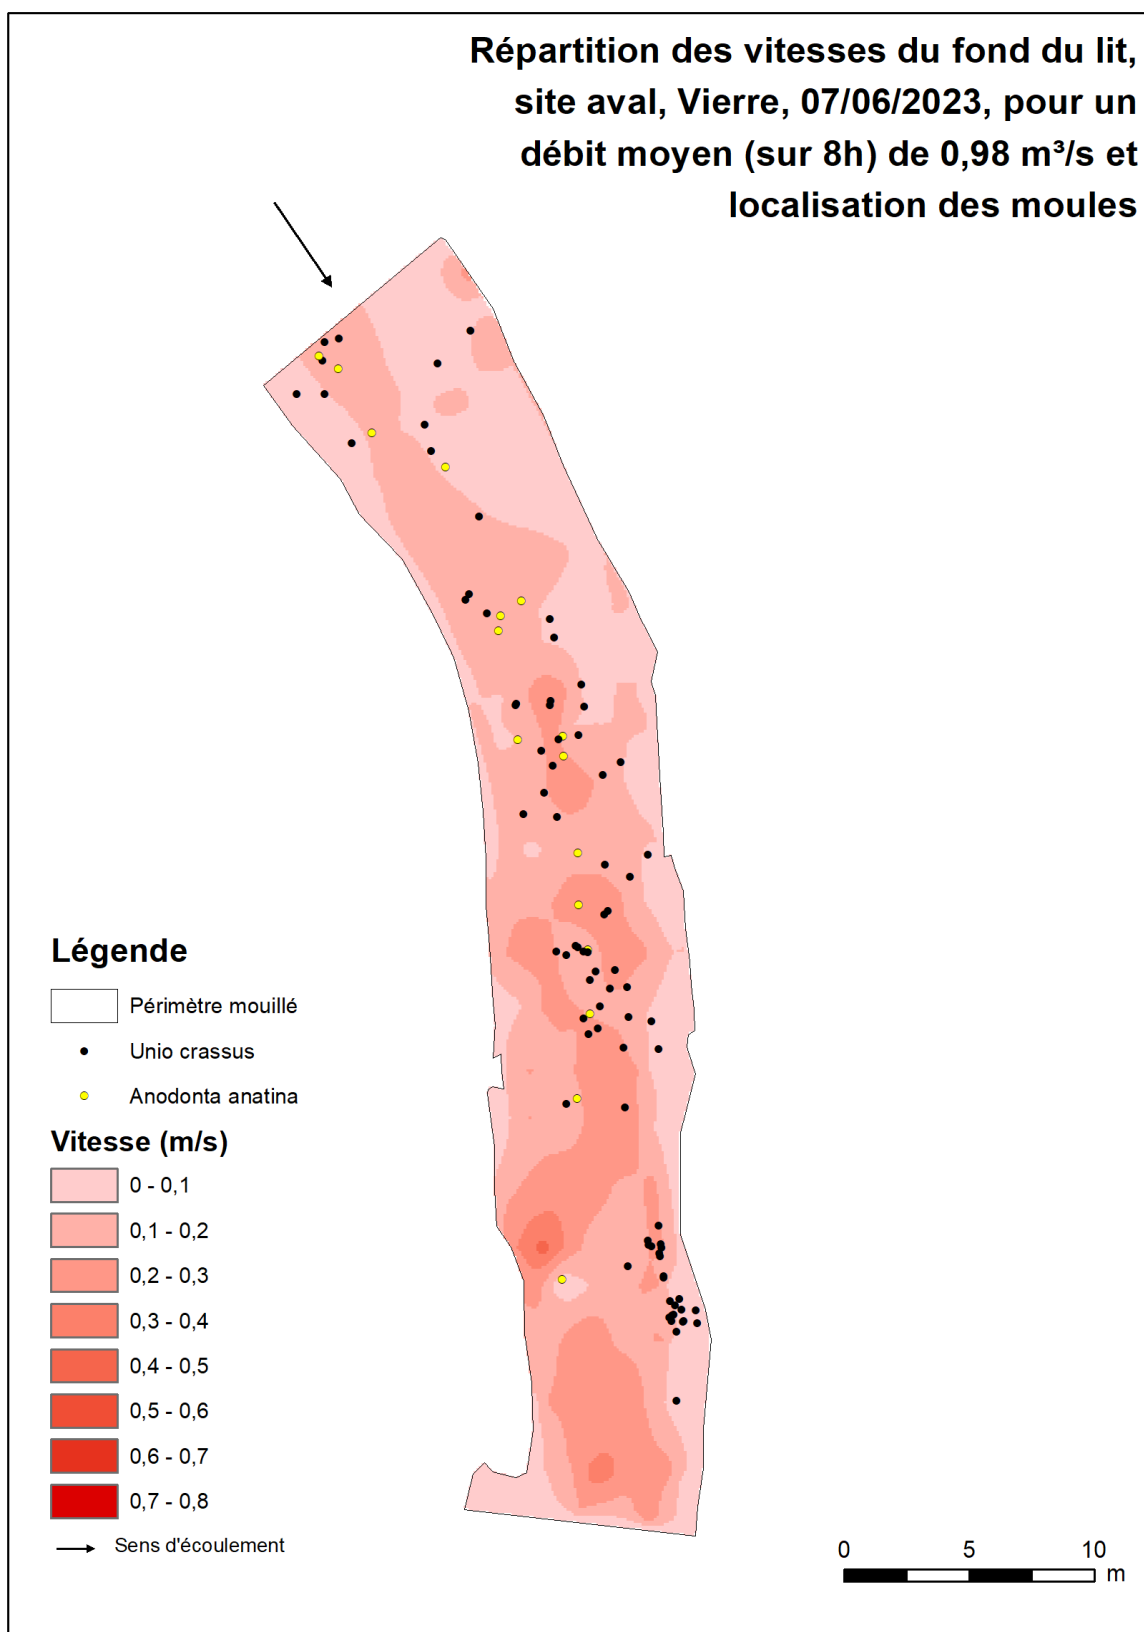 Répartition des vitesses du fond du lit,
site aval, Vierre, 07/06/2023, pour un
débit moyen (sur 8h) de 0,98 m³/s et
localisation des moules
Légende
Périmètre mouillé
Unio crassus
Anodonta anatina
Vitesse (m/s)
0 - 0,1
0,1 - 0,2
0,2 - 0,3
0,3 - 0,4
0,4 - 0,5
0,5 - 0,6
0,6 - 0,7
0,7 - 0,8
Sens d'écoulement
0 5 10
m